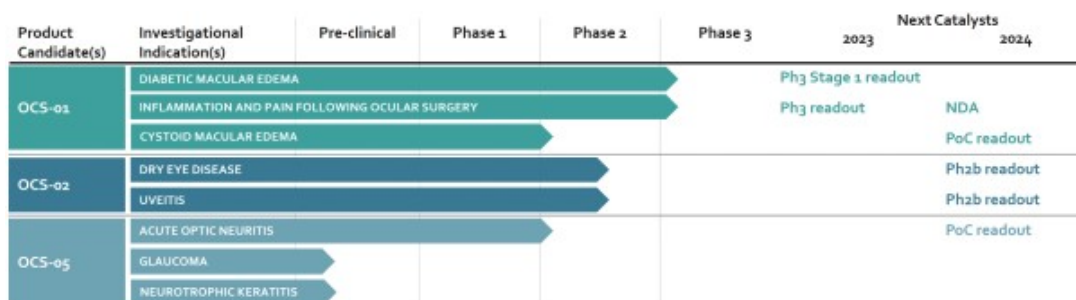 Next Catalysts
Product Candidate(s) Investigational Indication(s) Pre-clinical Phase 1 Phase 2 Phase 3 2023 2024
OCS-01
DIABETIC MACULAR EDEMA Ph3 Stage 1 readout
INFLAMMATION AND PAIN FOLLOWING OCULAR SURGERY Ph3 readout NDA
CYSTOID MACULAR EDEMA PoC readout
OCS-02
DRY EYE DISEASE Ph2b readout
UVEITIS Ph2b readout
OCS-05
ACUTE OPTIC NEURITIS PoC readout
GLAUCOMA
NEUROTROPHIC KERATITIS